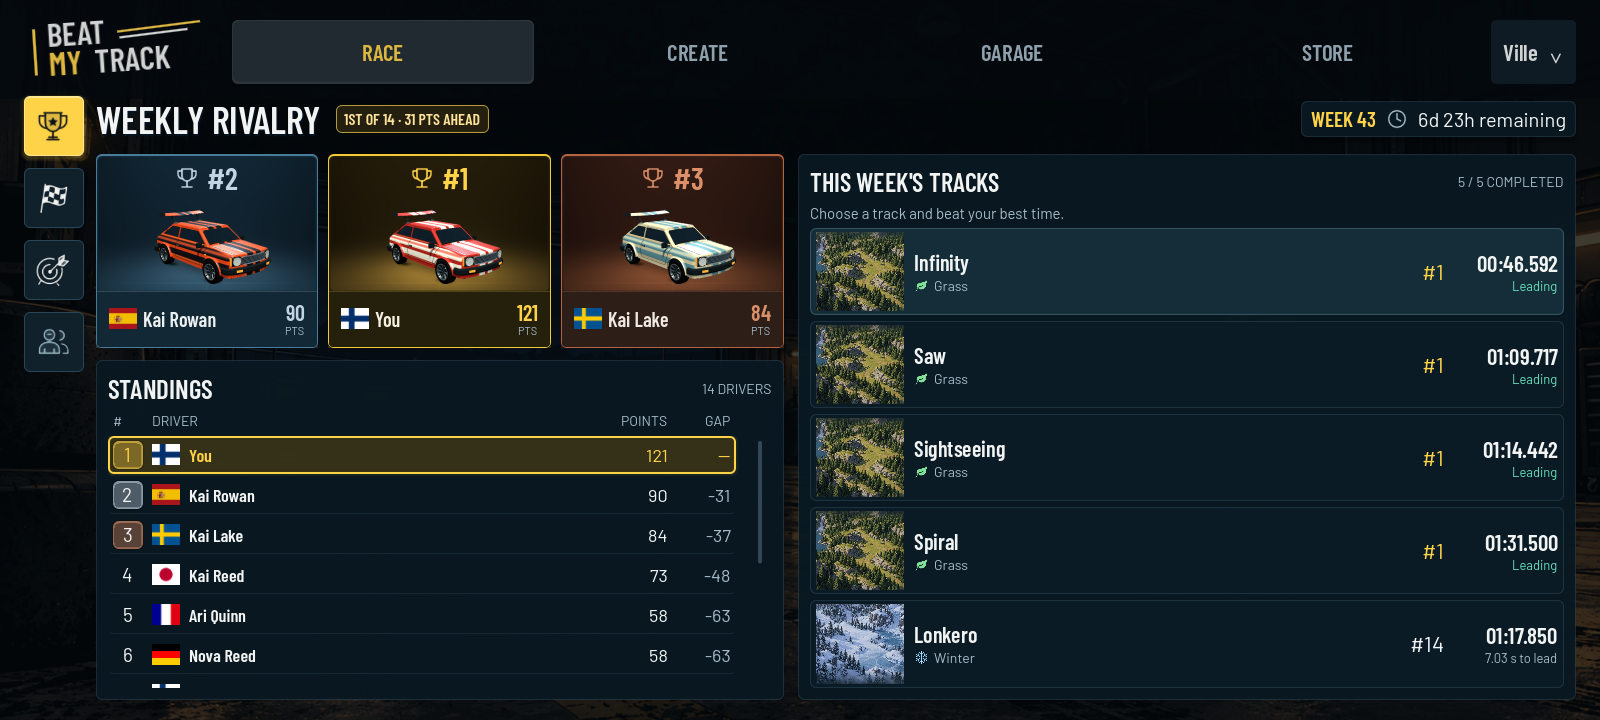 BEAT
MY TRACK
RACE
CREATE
GARAGE
STORE
Ville
WEEKLY RIVALRY
1ST OF 14 · 31 PTS AHEAD
WEEK 43
6d 23h remaining
#2
Kai Rowan
90
PTS
#1
You
121
PTS
#3
Kai Lake
84
PTS
STANDINGS
14 DRIVERS
# DRIVER POINTS GAP
1 You 121 —
2 Kai Rowan 90 -31
3 Kai Lake 84 -37
4 Kai Reed 73 -48
5 Ari Quinn 58 -63
6 Nova Reed 58 -63
THIS WEEK'S TRACKS
5 / 5 COMPLETED
Choose a track and beat your best time.
Infinity
Grass
#1
00:46.592
Leading
Saw
Grass
#1
01:09.717
Leading
Sightseeing
Grass
#1
01:14.442
Leading
Spiral
Grass
#1
01:31.500
Leading
Lonkero
Winter
#14
01:17.850
7.03 s to lead